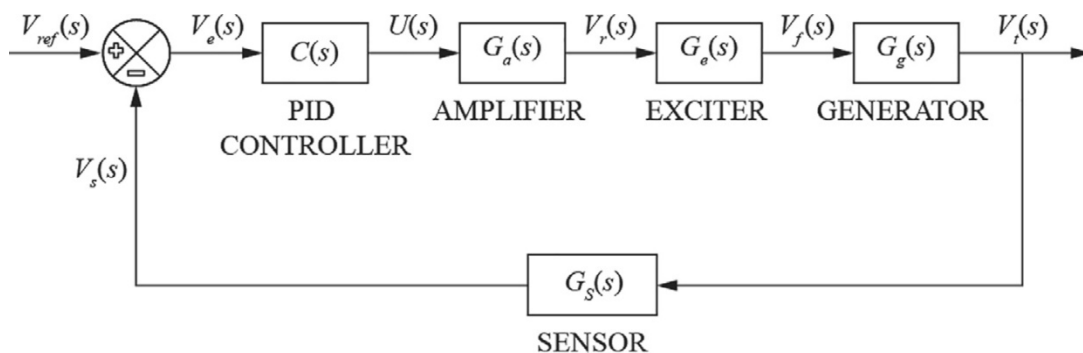 V_ref(s) V_e(s) U(s) V_r(s) V_f(s) V_t(s)
+ C(s) G_a(s) G_e(s) G_g(s)
−
PID AMPLIFIER EXCITER GENERATOR
CONTROLLER
V_s(s)
G_S(s)
SENSOR